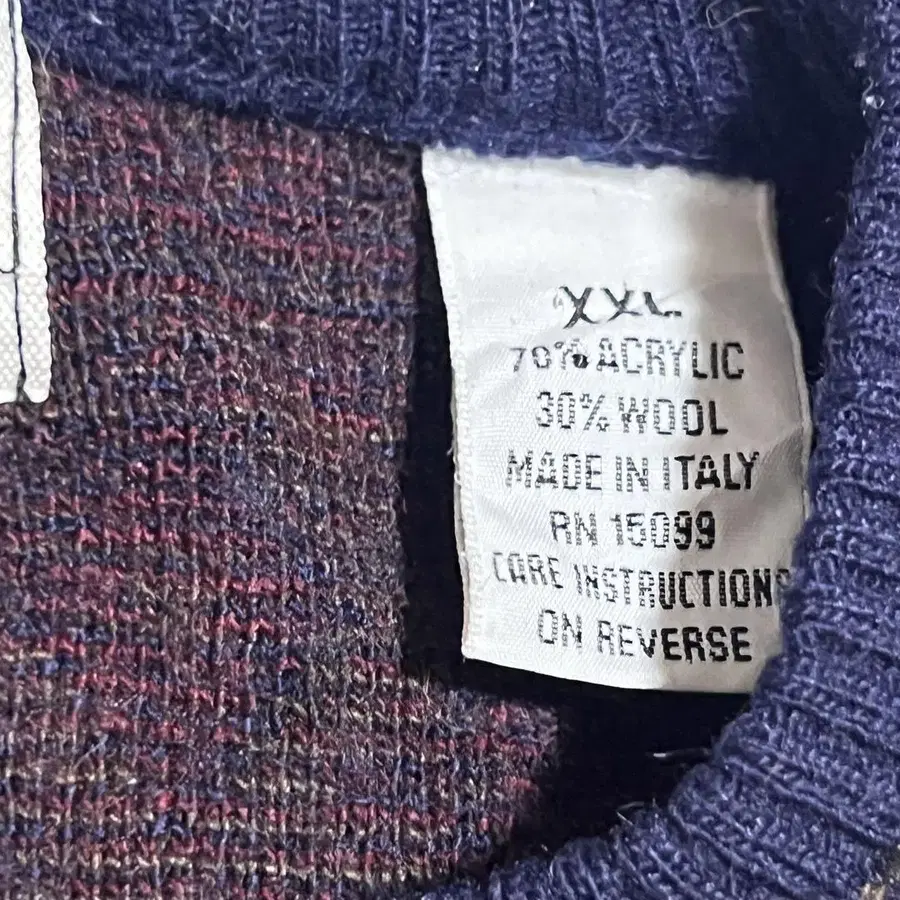 XXL
70% ACRYLIC
30% WOOL
MADE IN ITALY
RN 15099
CARE INSTRUCTIONS
ON REVERSE